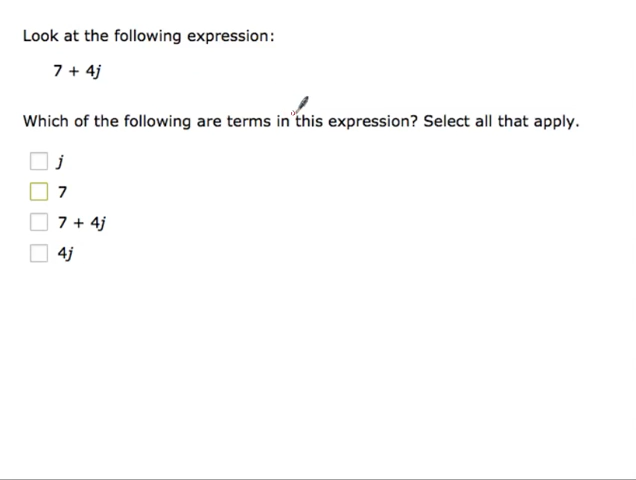 Look at the following expression:
7 + 4j
Which of the following are terms in this expression? Select all that apply.
j
7
7 + 4j
4j